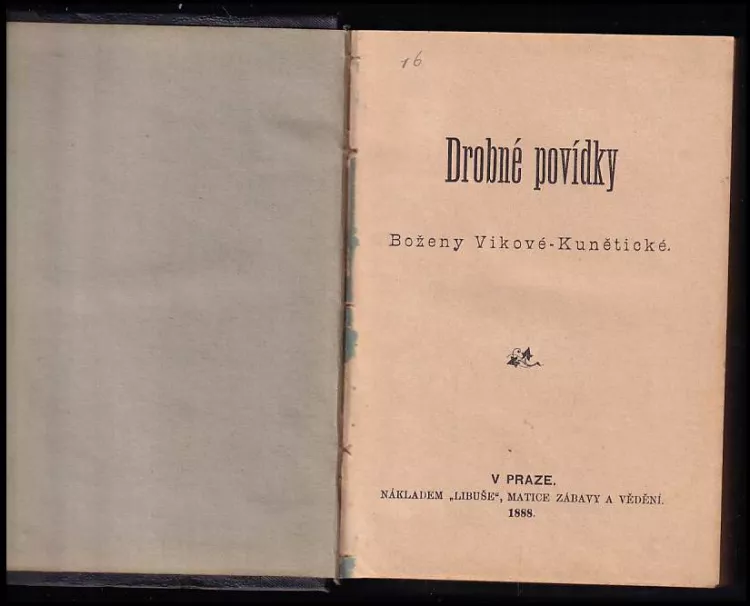 16
Drobné povídky
Boženy Vikové-Kunětické.
V PRAZE.
NÁKLADEM „LIBUŠE“, MATICE ZÁBAVY A VĚDĚNÍ.
1888.